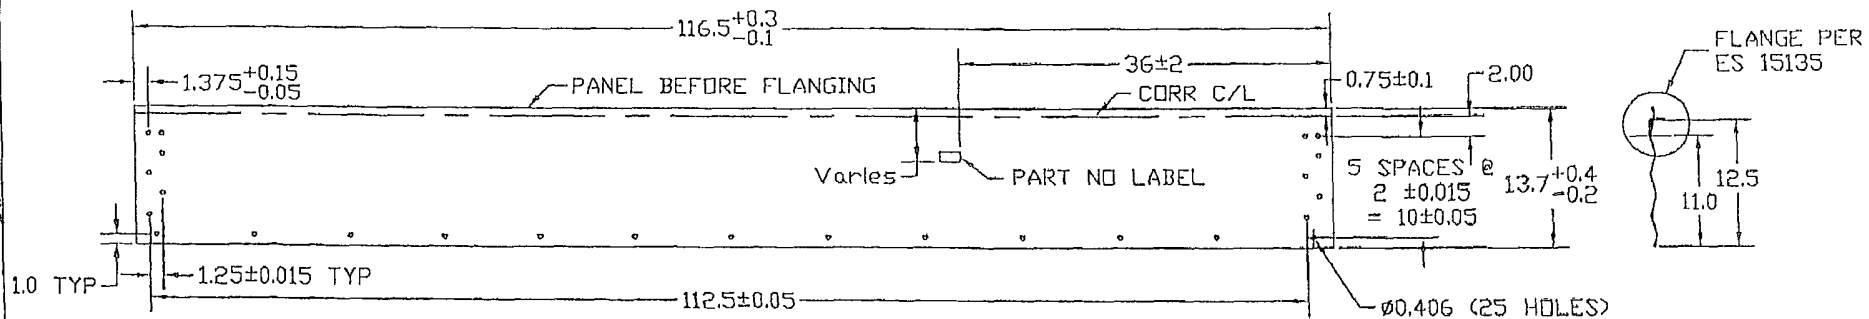 116.5+0.3
-0.1
FLANGE PER
ES 15135
36±2
1.375+0.15
-0.05
PANEL BEFORE FLANGING
CORR C/L
0.75±0.1
2.00
Varies
PART NO LABEL
5 SPACES @
2 ±0.015
= 10±0.05
13.7+0.4
-0.2
11.0
12.5
1.0 TYP
1.25±0.015 TYP
112.5±0.05
ø0.406 (25 HOLES)